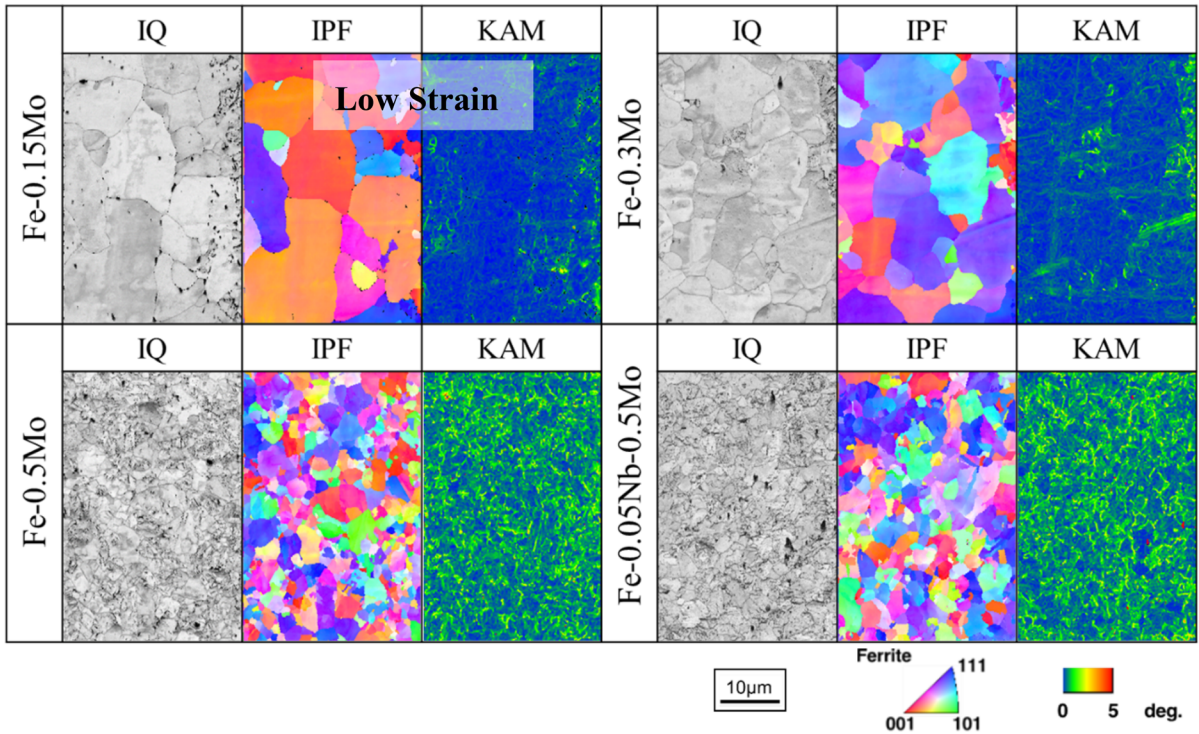 IQ IPF KAM IQ IPF KAM
Fe-0.15Mo
Low Strain
Fe-0.3Mo
IQ IPF KAM IQ IPF KAM
Fe-0.5Mo
Fe-0.05Nb-0.5Mo
10μm
Ferrite
111
001 101
0 5 deg.